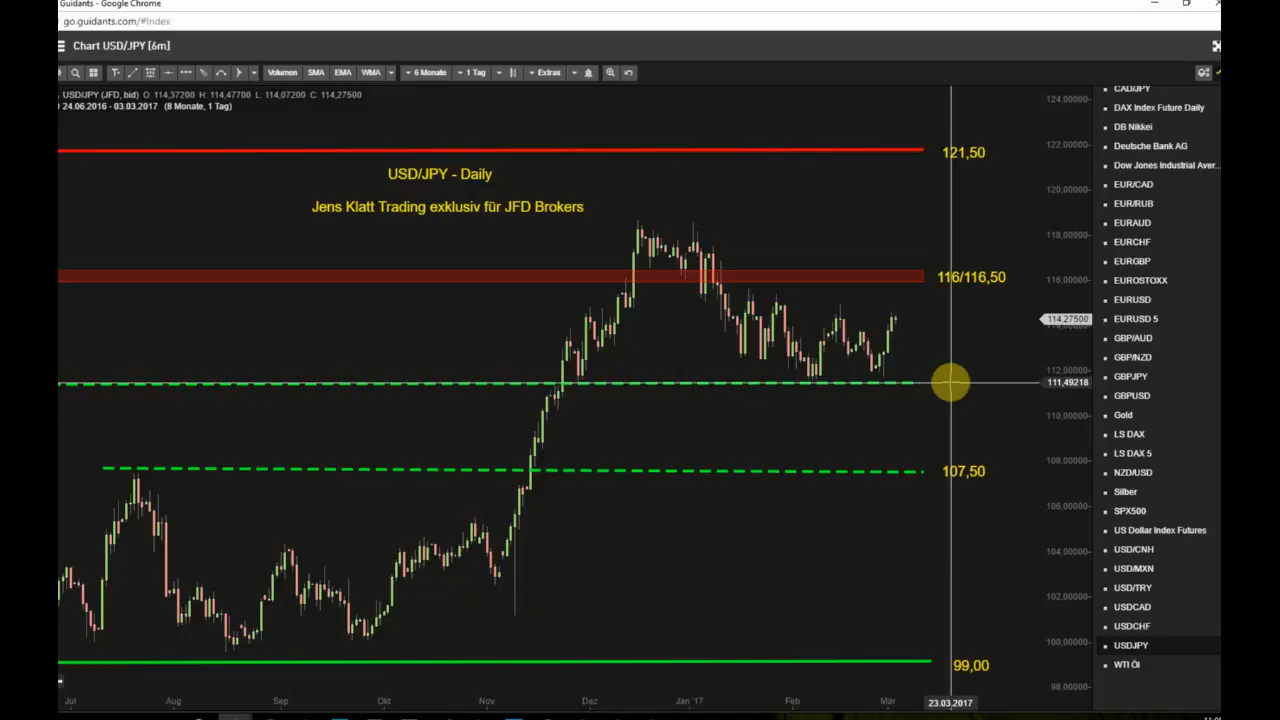 Guidants - Google Chrome
go.guidants.com/#Index
Chart USD/JPY [6m]
Volumen SMA EMA WMA 6 Monate 1 Tag Extras
USD/JPY (JFD, bid) O: 114,37200 H: 114,47700 L: 114,07200 C: 114,27500
24.06.2016 - 03.03.2017 (8 Monate, 1 Tag)
121,50
USD/JPY - Daily
Jens Klatt Trading exklusiv für JFD Brokers
116/116,50
107,50
99,00
124,00000
122,00000
120,00000
118,00000
116,00000
114,27500
112,00000
111,49218
110,00000
108,00000
106,00000
104,00000
102,00000
100,00000
98,00000
Jul Aug Sep Okt Nov Dez Jan '17 Feb Mär 23.03.2017
CAD/JPY
DAX Index Future Daily
DB Nikkei
Deutsche Bank AG
Dow Jones Industrial Aver...
EUR/CAD
EUR/RUB
EURAUD
EURCHF
EURGBP
EUROSTOXX
EURUSD
EURUSD 5
GBP/AUD
GBP/NZD
GBPJPY
GBPUSD
Gold
LS DAX
LS DAX 5
NZD/USD
Silber
SPX500
US Dollar Index Futures
USD/CNH
USD/MXN
USD/TRY
USDCAD
USDCHF
USDJPY
WTI Öl